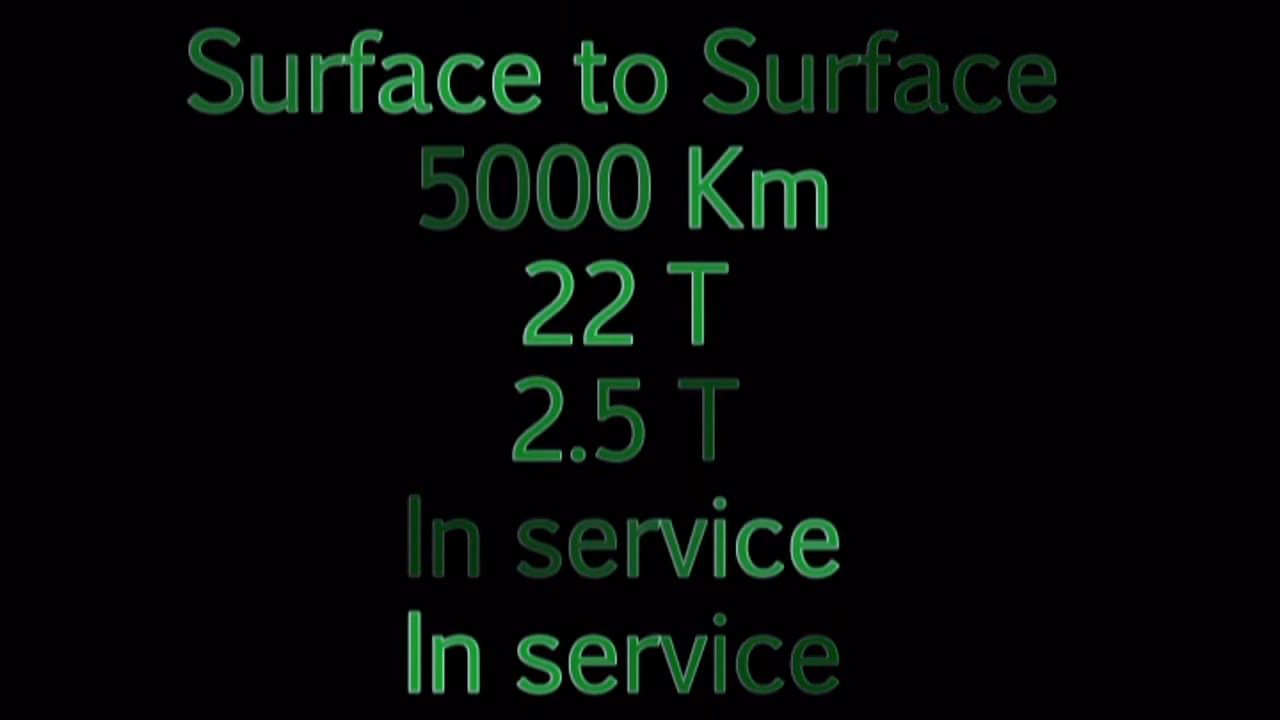 Surface to Surface
5000 Km
22 T
2.5 T
In service
In service